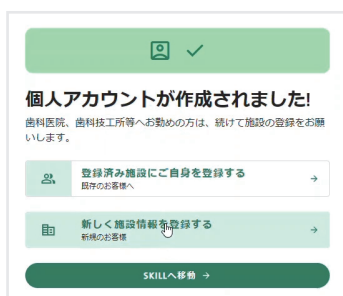 個人アカウントが作成されました!
歯科医院、歯科技工所等へお勤めの方は、続けて施設の登録をお願
いします。
登録済み施設にご自身を登録する
既存のお客様へ
新しく施設情報を登録する
新規のお客様
SKILLへ移動 →